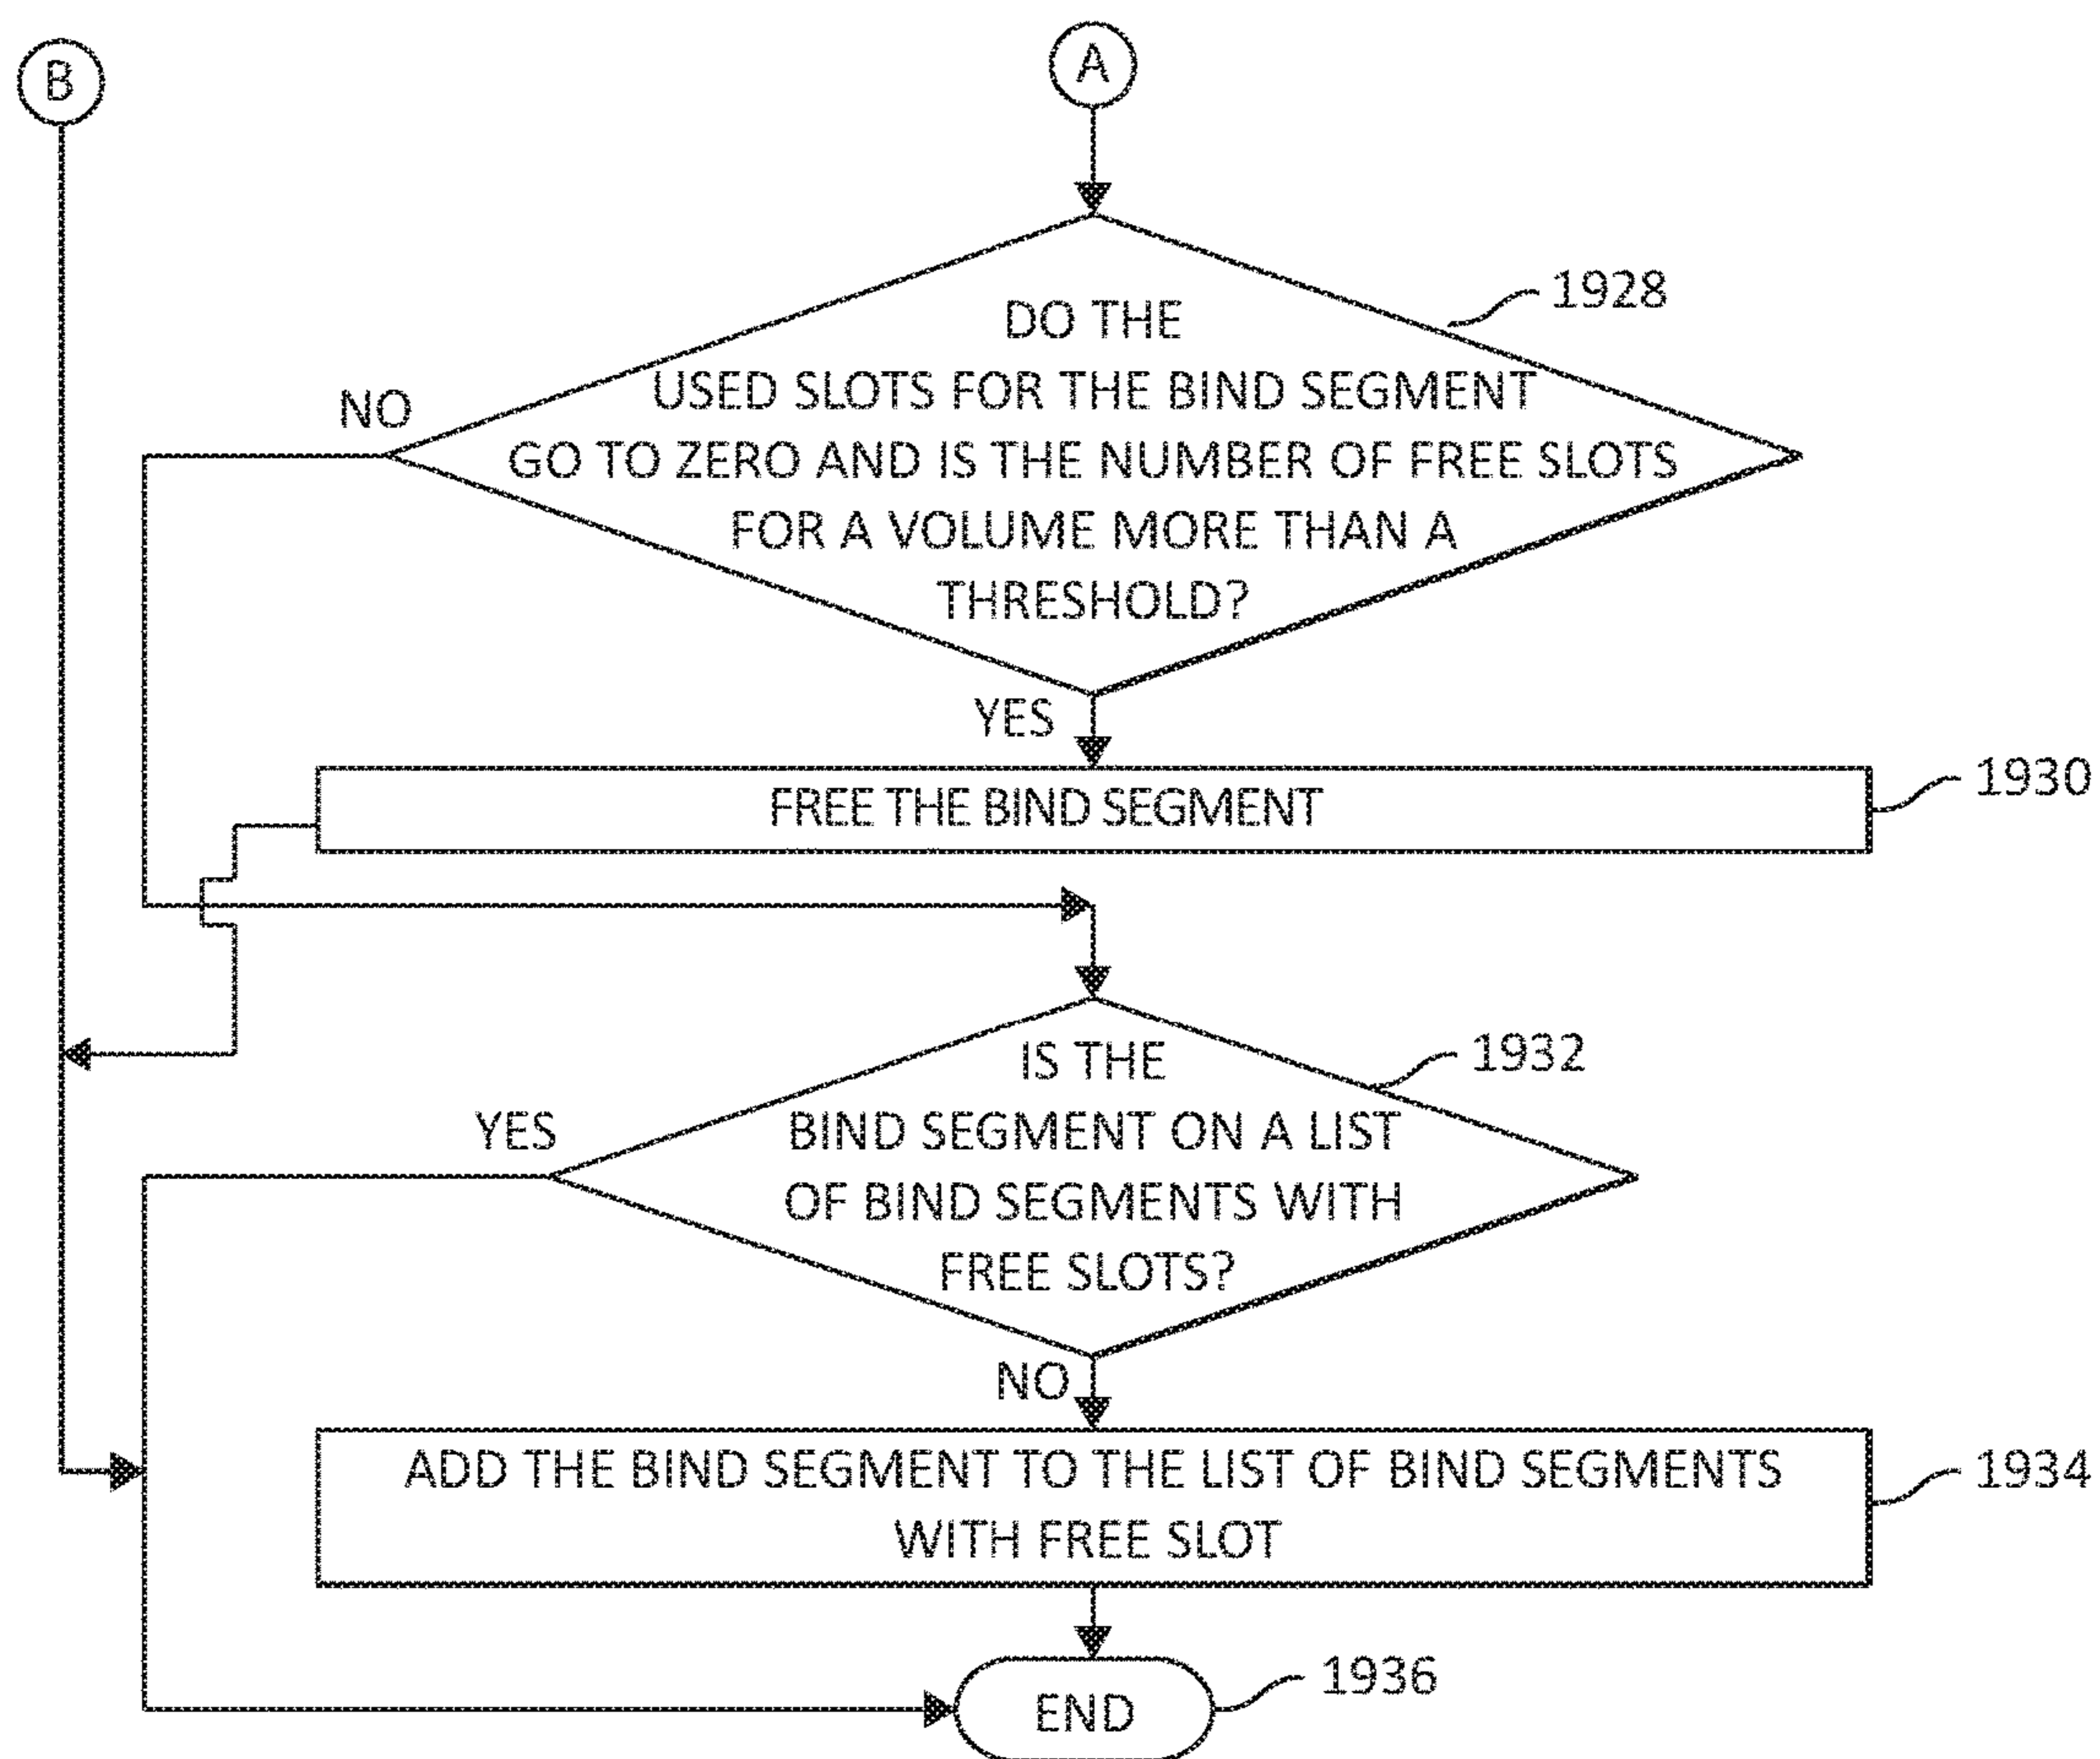 B
A
1928
DO THE
USED SLOTS FOR THE BIND SEGMENT
GO TO ZERO AND IS THE NUMBER OF FREE SLOTS
FOR A VOLUME MORE THAN A
THRESHOLD?
NO
YES
FREE THE BIND SEGMENT
1930
IS THE
BIND SEGMENT ON A LIST
OF BIND SEGMENTS WITH
FREE SLOTS?
1932
YES
NO
ADD THE BIND SEGMENT TO THE LIST OF BIND SEGMENTS
WITH FREE SLOT
1934
END
1936